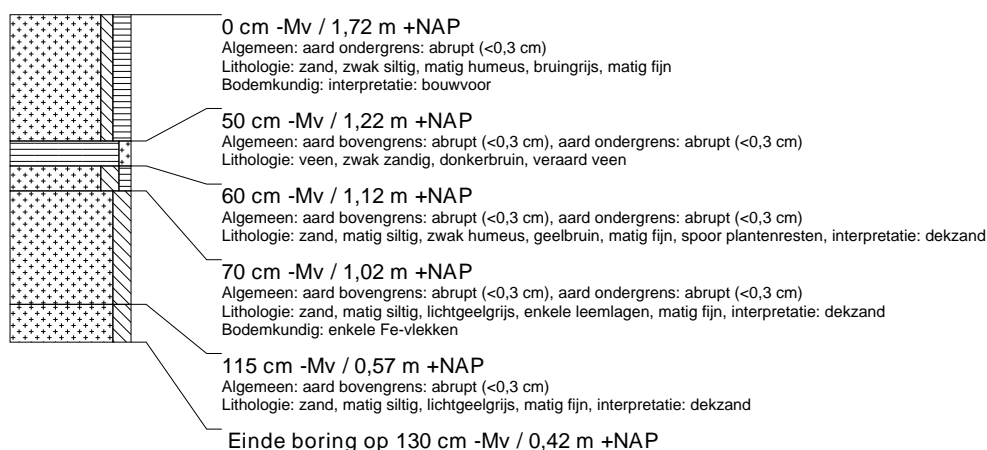 0 cm -Mv / 1,72 m +NAP
Algemeen: aard ondergrens: abrupt (<0,3 cm)
Lithologie: zand, zwak siltig, matig humeus, bruingrijs, matig fijn
Bodemkundig: interpretatie: bouwvoor
50 cm -Mv / 1,22 m +NAP
Algemeen: aard bovengrens: abrupt (<0,3 cm), aard ondergrens: abrupt (<0,3 cm)
Lithologie: veen, zwak zandig, donkerbruin, veraard veen
60 cm -Mv / 1,12 m +NAP
Algemeen: aard bovengrens: abrupt (<0,3 cm), aard ondergrens: abrupt (<0,3 cm)
Lithologie: zand, matig siltig, zwak humeus, geelbruin, matig fijn, spoor plantenresten, interpretatie: dekzand
70 cm -Mv / 1,02 m +NAP
Algemeen: aard bovengrens: abrupt (<0,3 cm), aard ondergrens: abrupt (<0,3 cm)
Lithologie: zand, matig siltig, lichtgeelgrijs, enkele leemlagen, matig fijn, interpretatie: dekzand
Bodemkundig: enkele Fe-vlekken
115 cm -Mv / 0,57 m +NAP
Algemeen: aard bovengrens: abrupt (<0,3 cm)
Lithologie: zand, matig siltig, lichtgeelgrijs, matig fijn, interpretatie: dekzand
Einde boring op 130 cm -Mv / 0,42 m +NAP